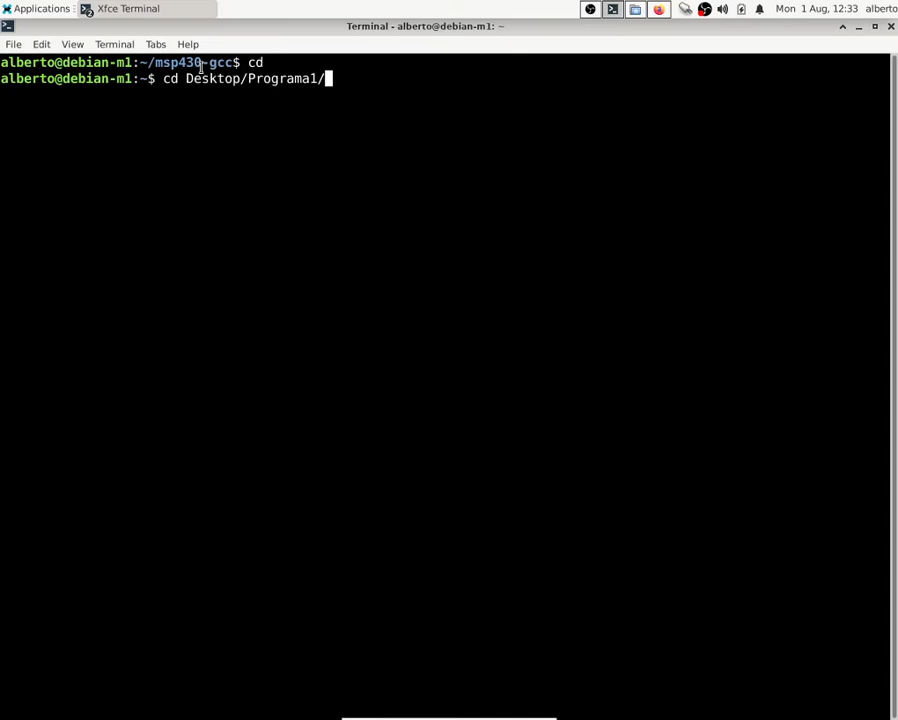 Applications
Xfce Terminal
2
Mon 1 Aug, 12:33 alberto
Terminal - alberto@debian-m1: ~
File Edit View Terminal Tabs Help
alberto@debian-m1:~/msp430-gcc$ cd
alberto@debian-m1:~$ cd Desktop/Programa1/